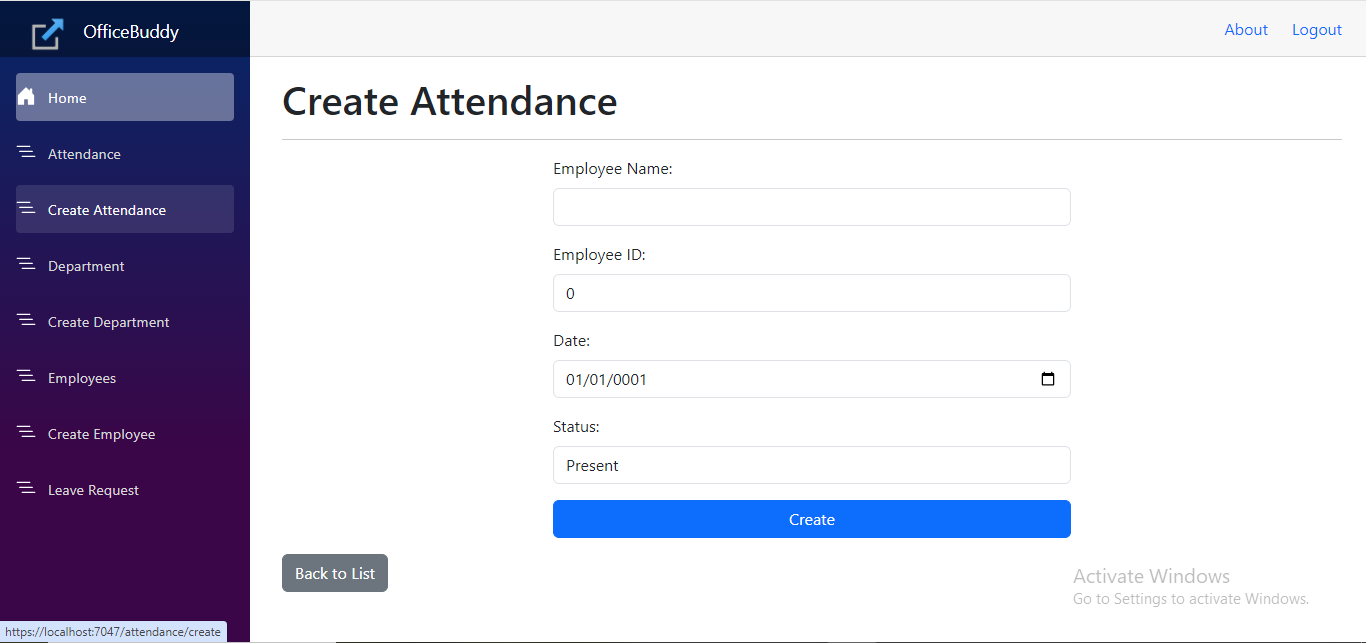 OfficeBuddy
About Logout
Home
Attendance
Create Attendance
Department
Create Department
Employees
Create Employee
Leave Request
Create Attendance
Employee Name:
Employee ID:
0
Date:
01/01/0001
Status:
Present
Create
Back to List
Activate Windows
Go to Settings to activate Windows.
https://localhost:7047/attendance/create